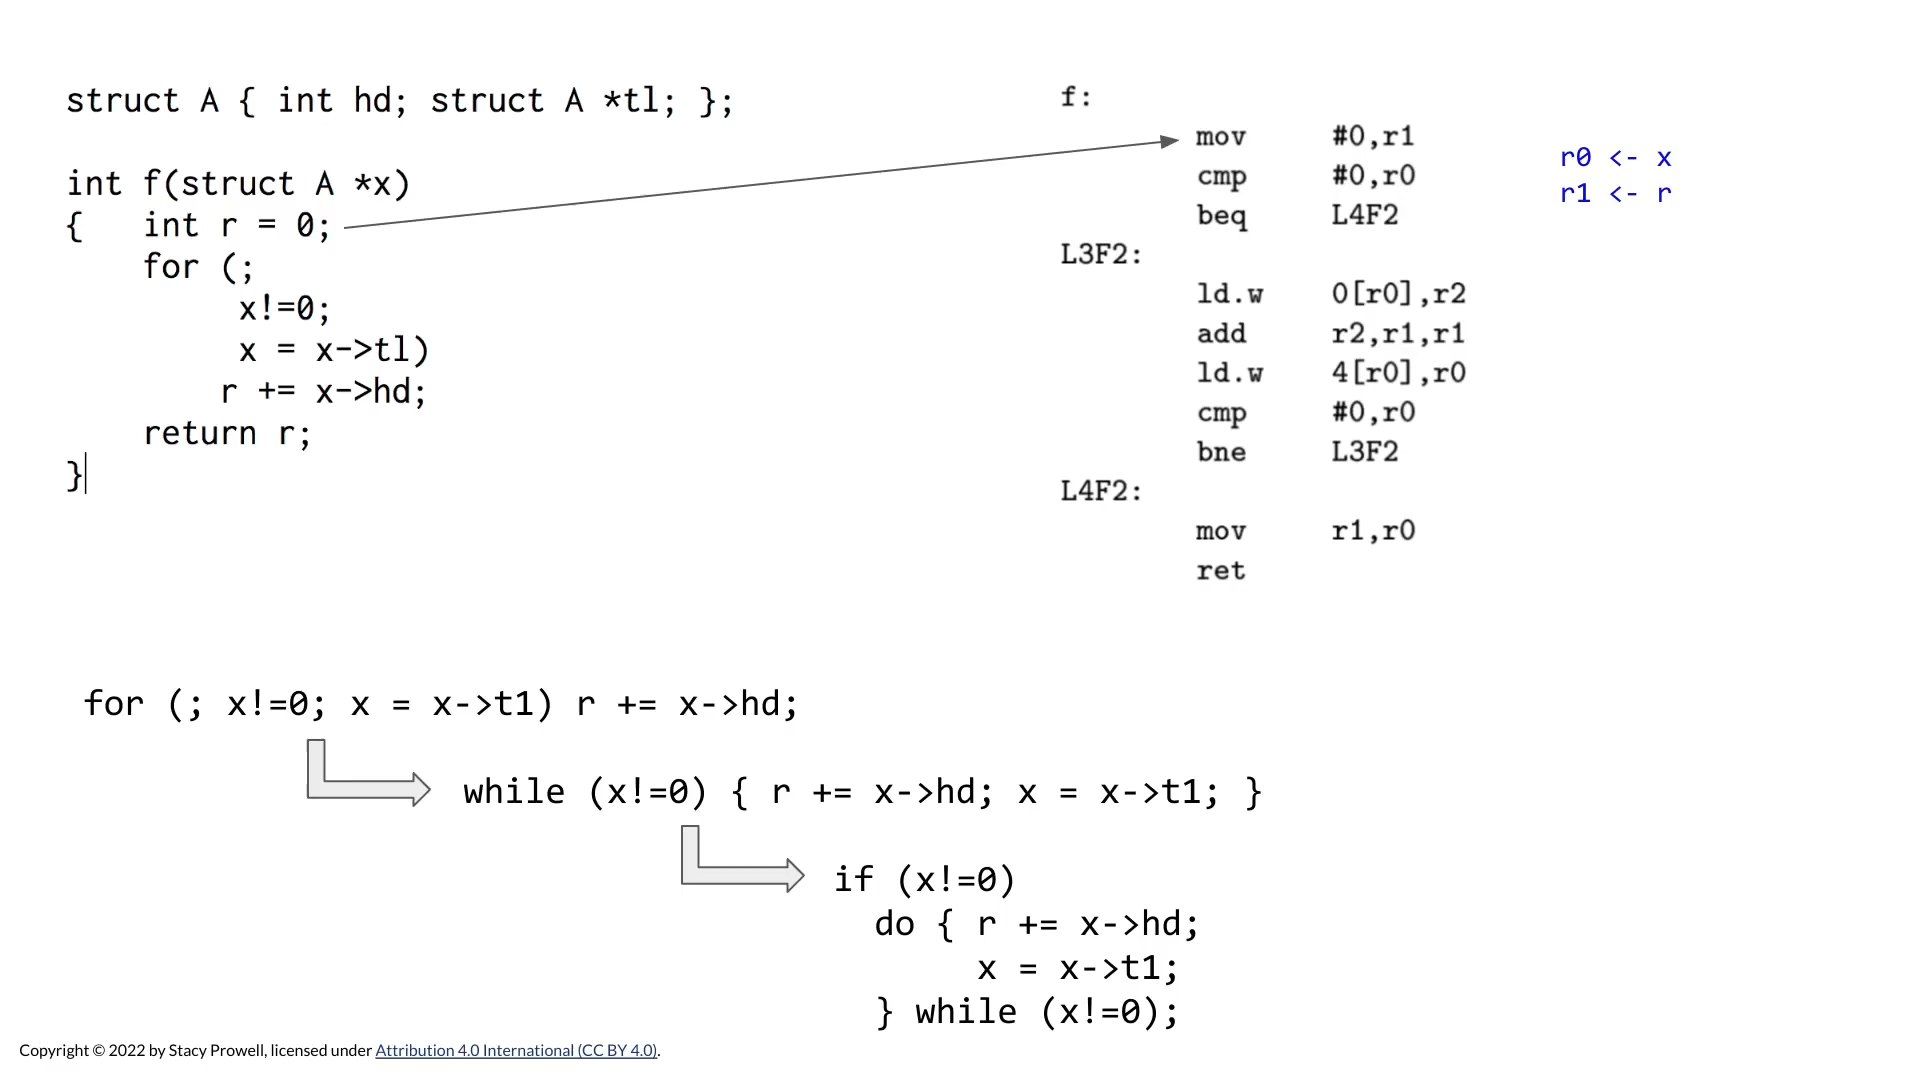 struct A { int hd; struct A *tl; };
int f(struct A *x)
{ int r = 0;
for (;
x!=0;
x = x->tl)
r += x->hd;
return r;
}
f:
mov #0,r1
cmp #0,r0
beq L4F2
L3F2:
ld.w 0[r0],r2
add r2,r1,r1
ld.w 4[r0],r0
cmp #0,r0
bne L3F2
L4F2:
mov r1,r0
ret
r0 <- x
r1 <- r
for (; x!=0; x = x->t1) r += x->hd;
while (x!=0) { r += x->hd; x = x->t1; }
if (x!=0)
do { r += x->hd;
x = x->t1;
} while (x!=0);
Copyright © 2022 by Stacy Prowell, licensed under Attribution 4.0 International (CC BY 4.0).